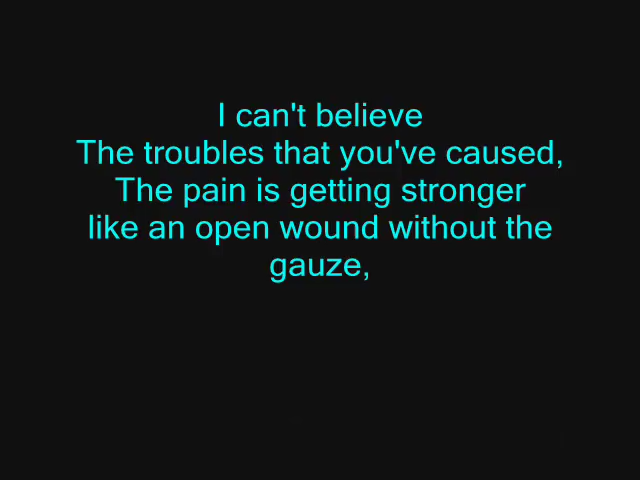 I can't believe
The troubles that you've caused,
The pain is getting stronger
like an open wound without the
gauze,